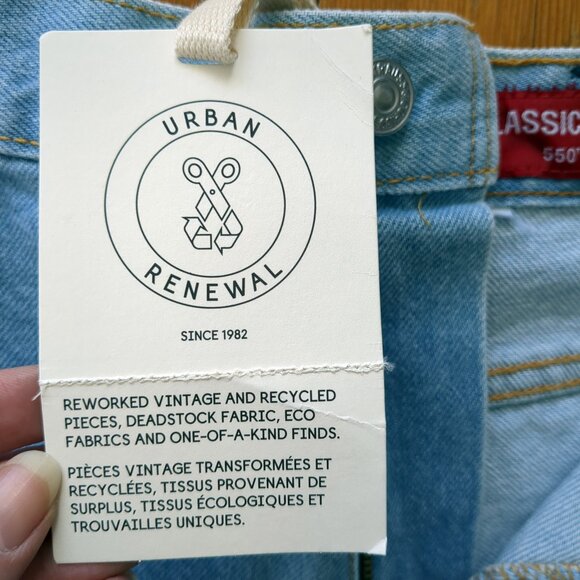 URBAN
RENEWAL
SINCE 1982
REWORKED VINTAGE AND RECYCLED
PIECES, DEADSTOCK FABRIC, ECO
FABRICS AND ONE-OF-A-KIND FINDS.
PIÈCES VINTAGE TRANSFORMÉES ET
RECYCLÉES, TISSUS PROVENANT DE
SURPLUS, TISSUS ÉCOLOGIQUES ET
TROUVAILLES UNIQUES.
LASSIC
550